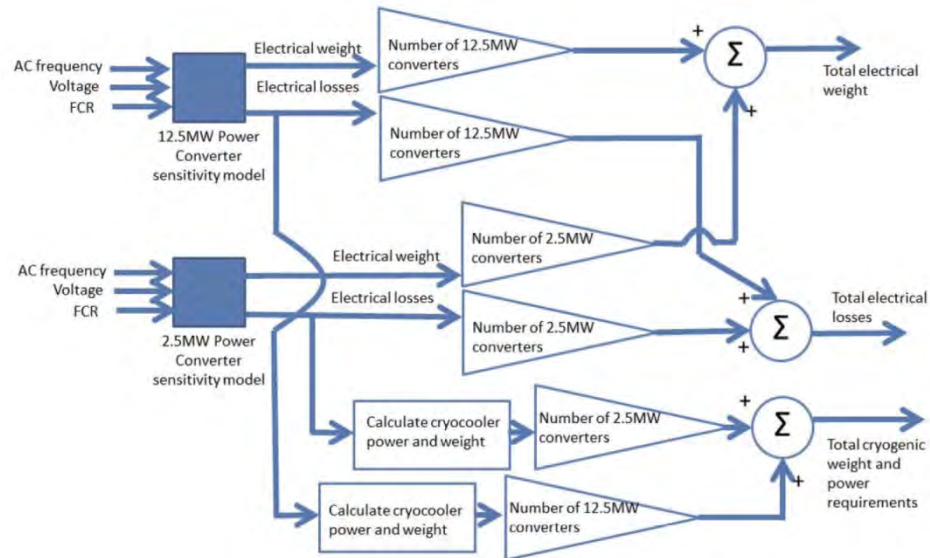 AC frequency
Voltage
FCR
12.5MW Power
Converter
sensitivity model
Electrical weight
Electrical losses
Number of 12.5MW
converters
Number of 12.5MW
converters
+
Σ
+
Total electrical
weight
AC frequency
Voltage
FCR
2.5MW Power
Converter
sensitivity model
Electrical weight
Electrical losses
Number of 2.5MW
converters
Number of 2.5MW
converters
+
+
Σ
Total electrical
losses
Calculate cryocooler
power and weight
Number of 2.5MW
converters
+
Σ
+
Total cryogenic
weight and
power
requirements
Calculate cryocooler
power and weight
Number of 12.5MW
converters